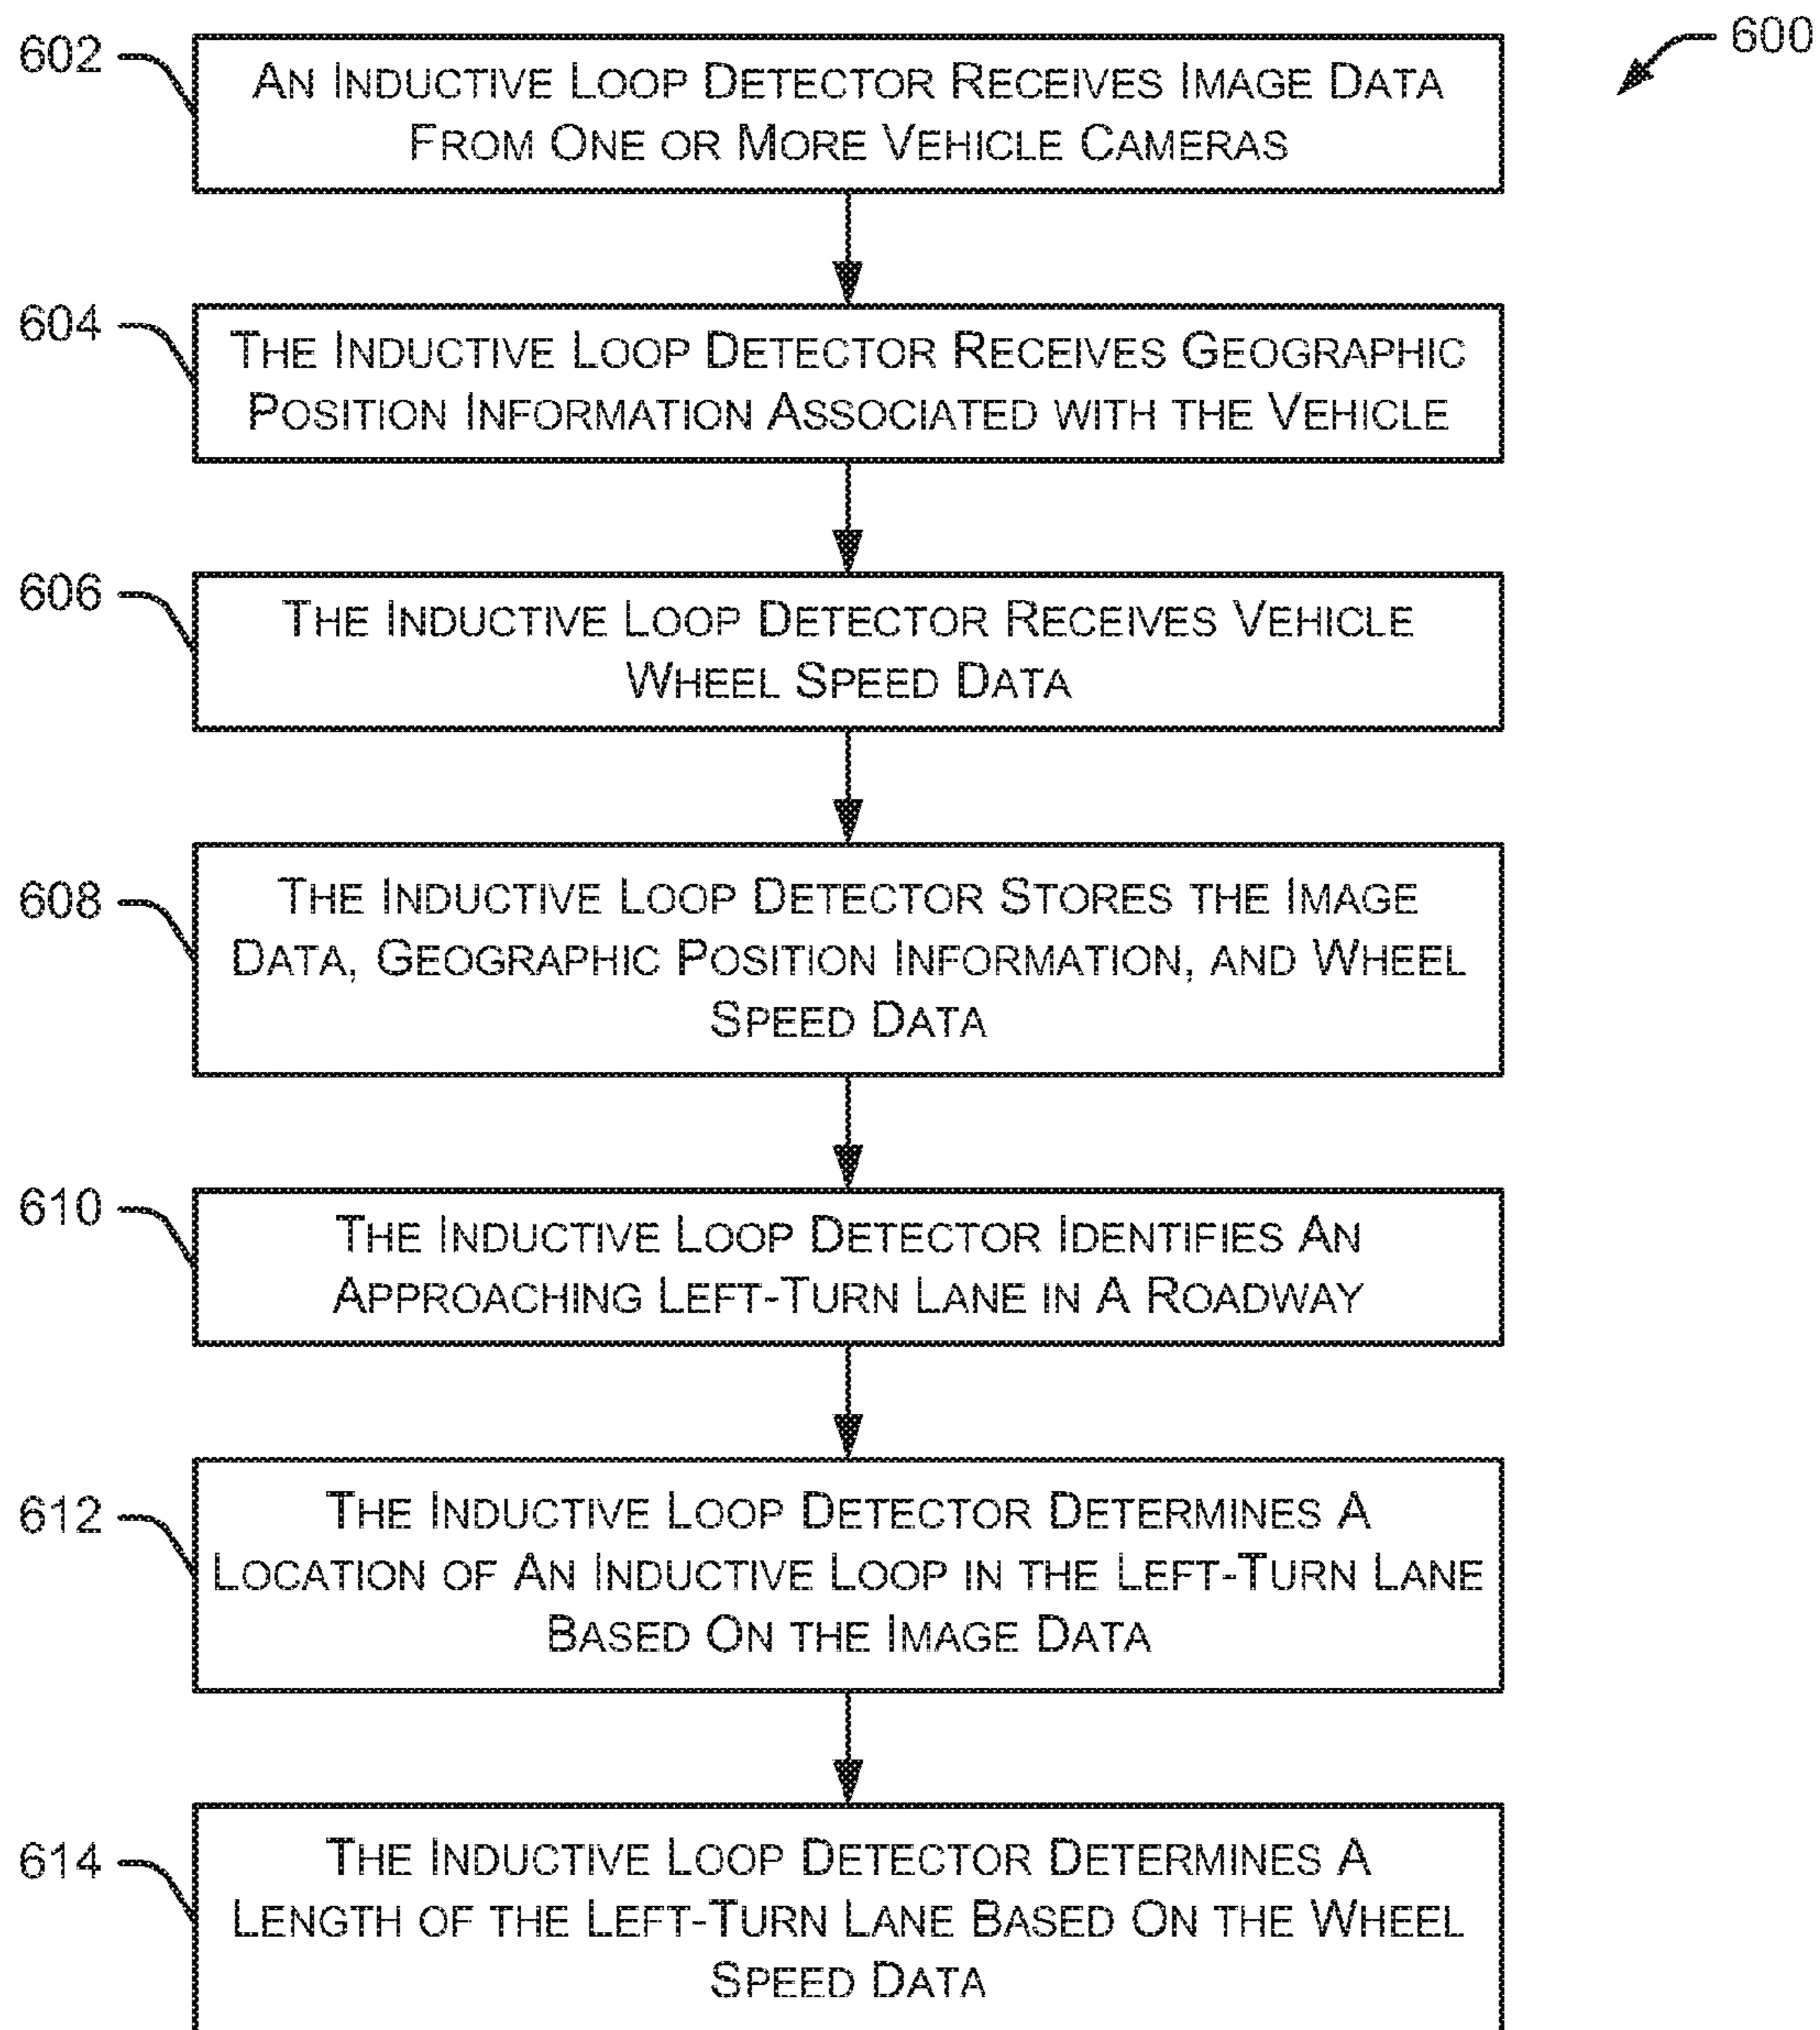 600
602
AN INDUCTIVE LOOP DETECTOR RECEIVES IMAGE DATA
FROM ONE OR MORE VEHICLE CAMERAS
604
THE INDUCTIVE LOOP DETECTOR RECEIVES GEOGRAPHIC
POSITION INFORMATION ASSOCIATED WITH THE VEHICLE
606
THE INDUCTIVE LOOP DETECTOR RECEIVES VEHICLE
WHEEL SPEED DATA
608
THE INDUCTIVE LOOP DETECTOR STORES THE IMAGE
DATA, GEOGRAPHIC POSITION INFORMATION, AND WHEEL
SPEED DATA
610
THE INDUCTIVE LOOP DETECTOR IDENTIFIES AN
APPROACHING LEFT-TURN LANE IN A ROADWAY
612
THE INDUCTIVE LOOP DETECTOR DETERMINES A
LOCATION OF AN INDUCTIVE LOOP IN THE LEFT-TURN LANE
BASED ON THE IMAGE DATA
614
THE INDUCTIVE LOOP DETECTOR DETERMINES A
LENGTH OF THE LEFT-TURN LANE BASED ON THE WHEEL
SPEED DATA